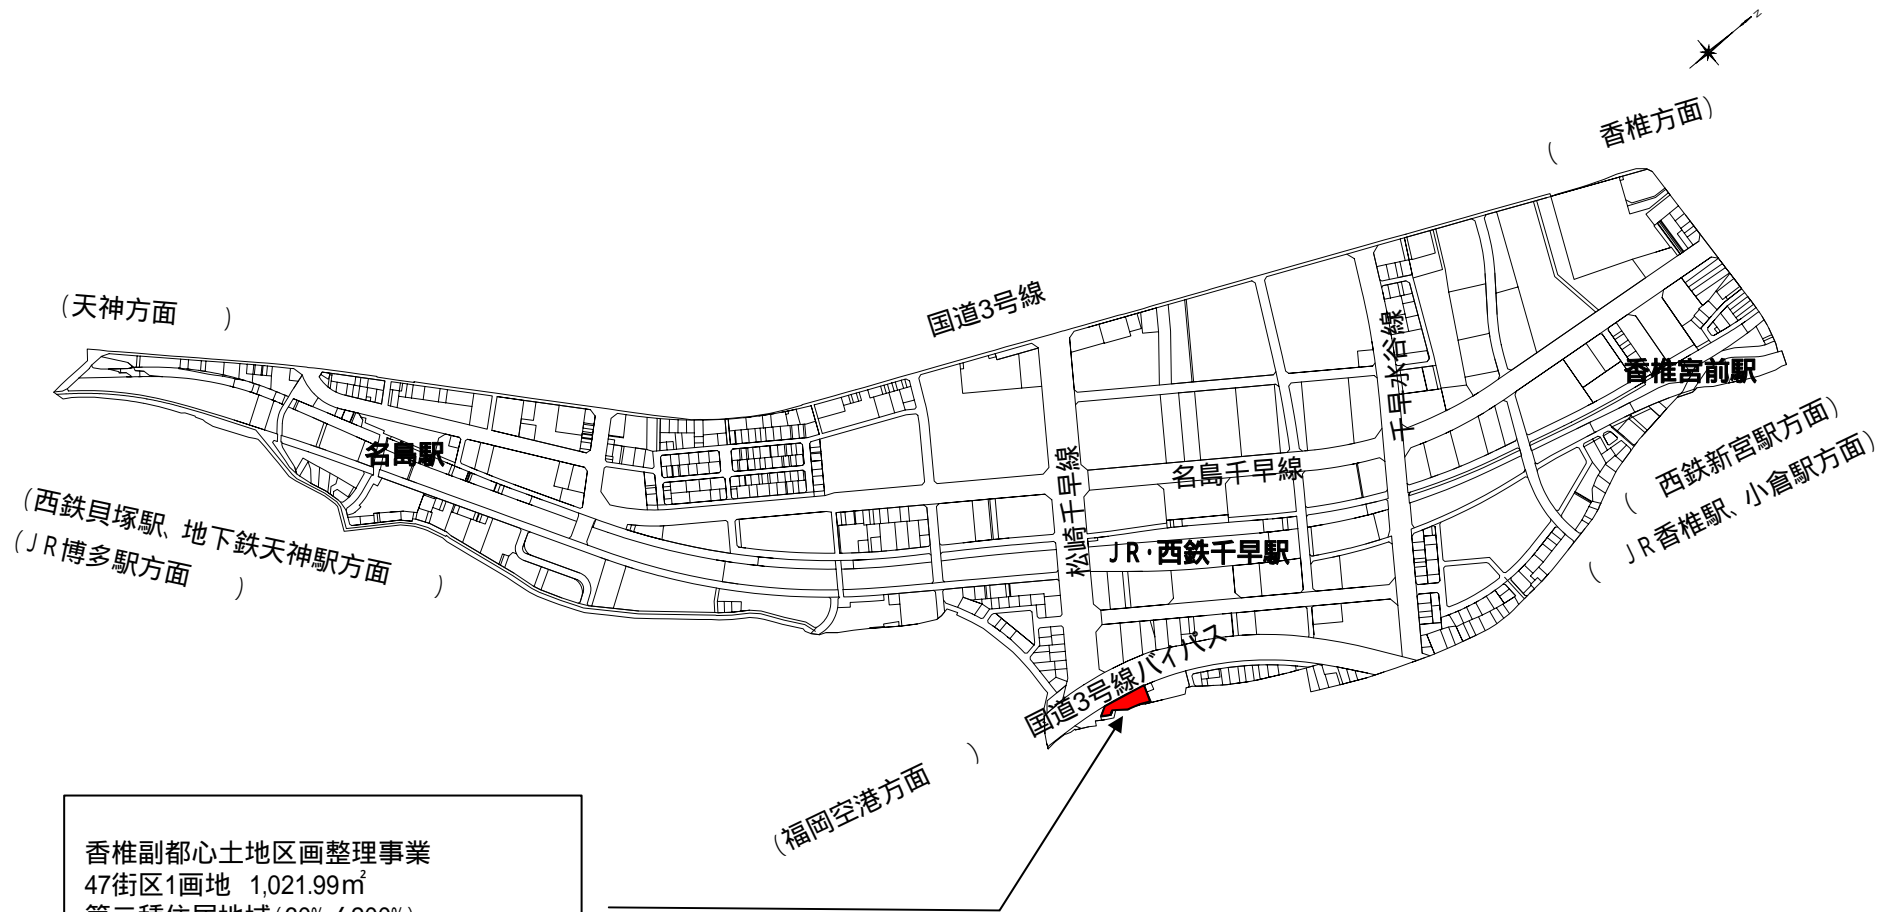 N
(　香椎方面)
国道3号線
(天神方面　)
千早水谷線
香椎宮前駅
名島駅
松崎千早線
名島千早線
(　西鉄新宮駅方面)
(　JR香椎駅、小倉駅方面)
(西鉄貝塚駅、地下鉄天神駅方面　)
(JR博多駅方面　)
JR・西鉄千早駅
国道3号線バイパス
(福岡空港方面　)
香椎副都心土地区画整理事業
47街区1画地 1,021.99㎡